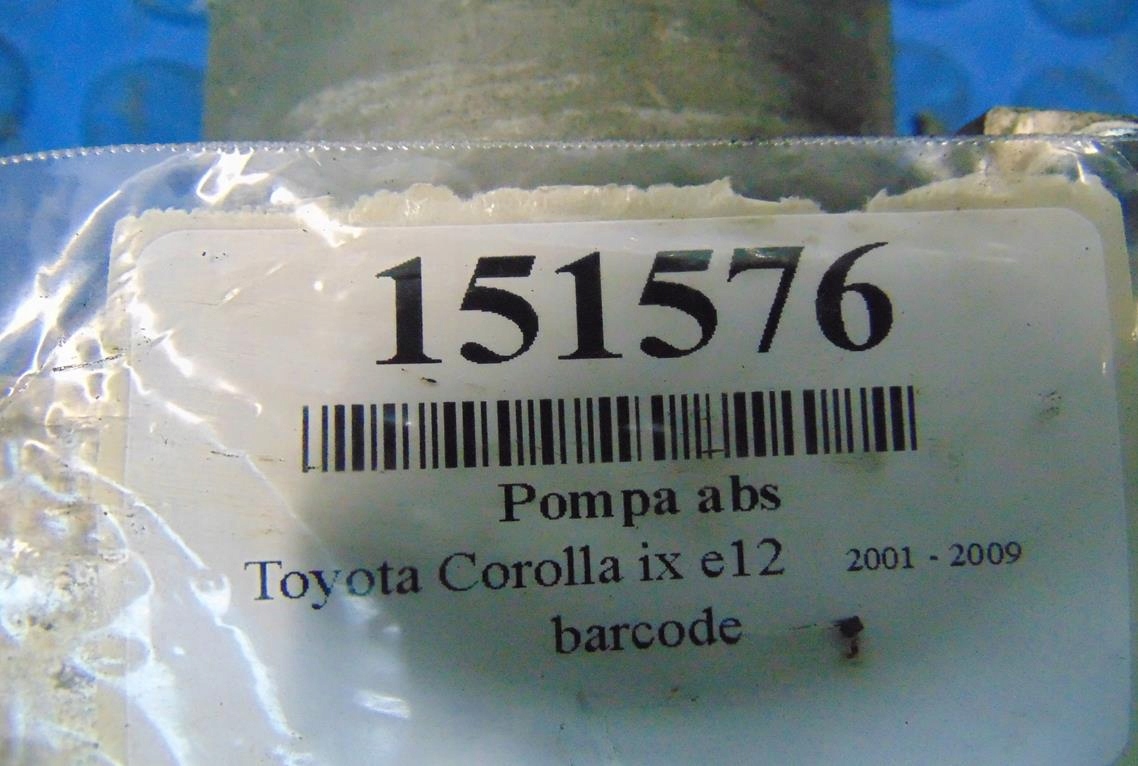 151576
Pompa abs
Toyota Corolla ix e12 2001 - 2009
barcode